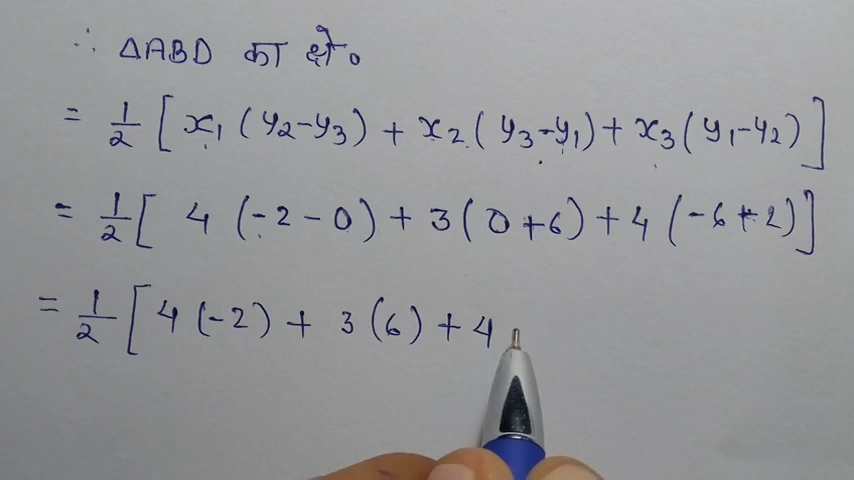 ∴ ΔABD का क्षे०
= 1/2 [ x₁ ( y₂-y₃ ) + x₂ ( y₃-y₁ ) + x₃ ( y₁-y₂ ) ]
= 1/2 [ 4 ( -2 - 0 ) + 3 ( 0 + 6 ) + 4 ( -6 + 2 ) ]
= 1/2 [ 4 ( -2 ) + 3 ( 6 ) + 4